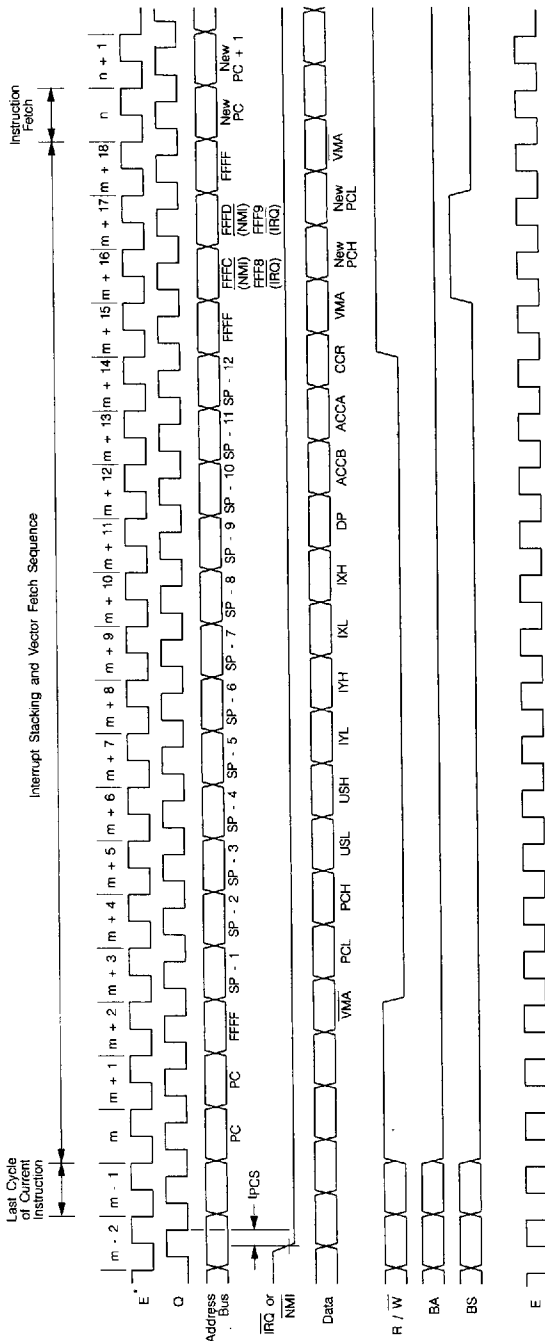 Last Cycle
of Current
Instruction
Interrupt Stacking and Vector Fetch Sequence
Instruction
Fetch
m - 2 | m - 1 | m | m + 1 | m + 2 | m + 3 | m + 4 | m + 5 | m + 6 | m + 7 | m + 8 | m + 9 | m + 10 | m + 11 | m + 12 | m + 13 | m + 14 | m + 15 | m + 16 | m + 17 | m + 18 | n | n + 1
E*
Q
Address
Bus
PC PC FFFF SP - 1 SP - 2 SP - 3 SP - 4 SP - 5 SP - 6 SP - 7 SP - 8 SP - 9 SP - 10 SP - 11 SP - 12 FFFF FFFC FFFD FFFF New New
(NMI) (NMI) PC PC + 1
FFF8 FFF9
(IRQ) (IRQ)
tPCS
IRQ or
NMI
Data
VMA PCL PCH USL USH IYL IYH IXL IXH DP ACCB ACCA CCR VMA New New VMA
PCH PCL
R / W
BA
BS
E